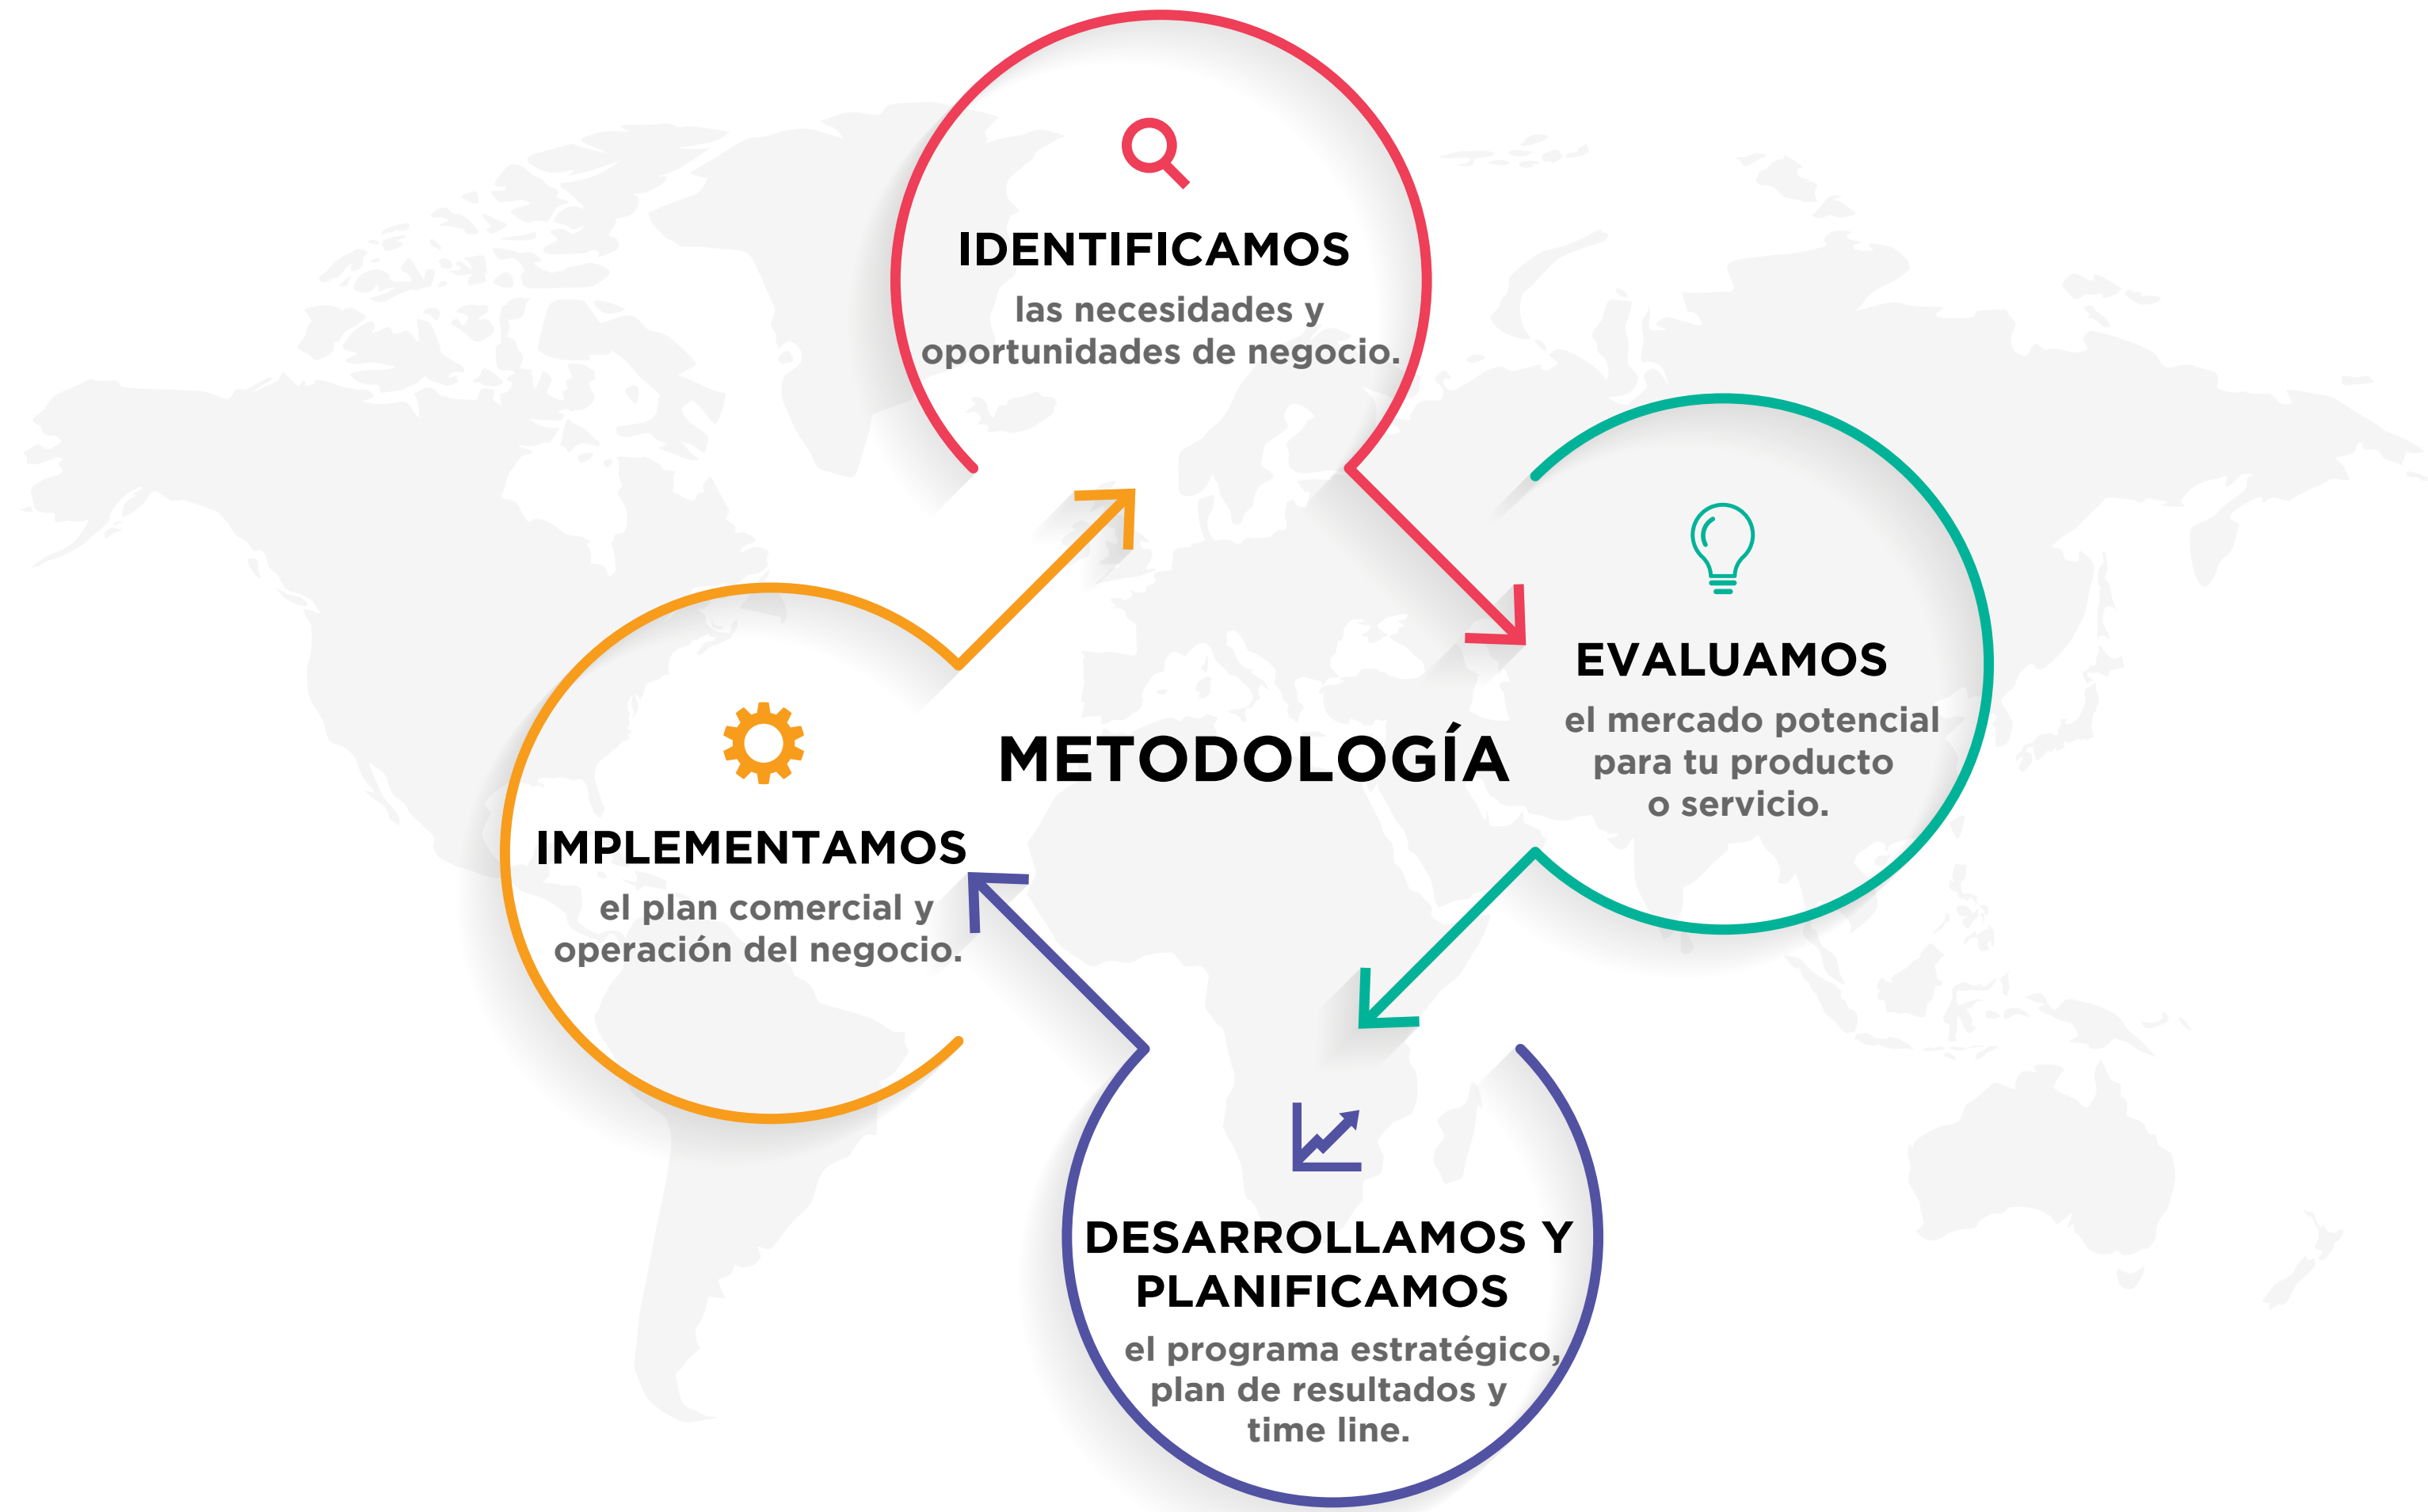 IDENTIFICAMOS
las necesidades y
oportunidades de negocio.
EVALUAMOS
el mercado potencial
para tu producto
o servicio.
METODOLOGÍA
IMPLEMENTAMOS
el plan comercial y
operación del negocio.
DESARROLLAMOS Y
PLANIFICAMOS
el programa estratégico,
plan de resultados y
time line.